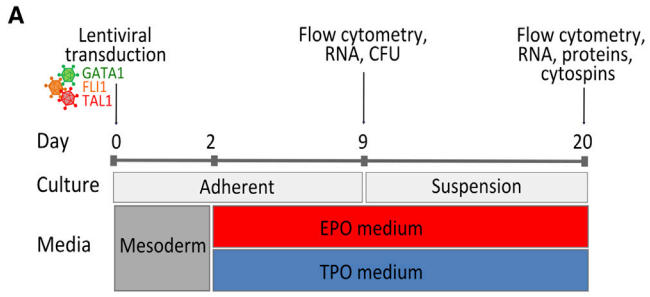 A
Lentiviral
transduction
GATA1
FLI1
TAL1
Flow cytometry,
RNA, CFU
Flow cytometry,
RNA, proteins,
cytospins
Day 0 2 9 20
Culture Adherent Suspension
Media Mesoderm
EPO medium
TPO medium